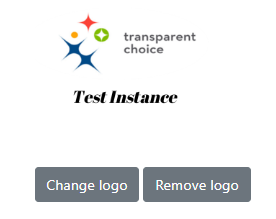 transparent
choice
Test Instance
Change logo
Remove logo